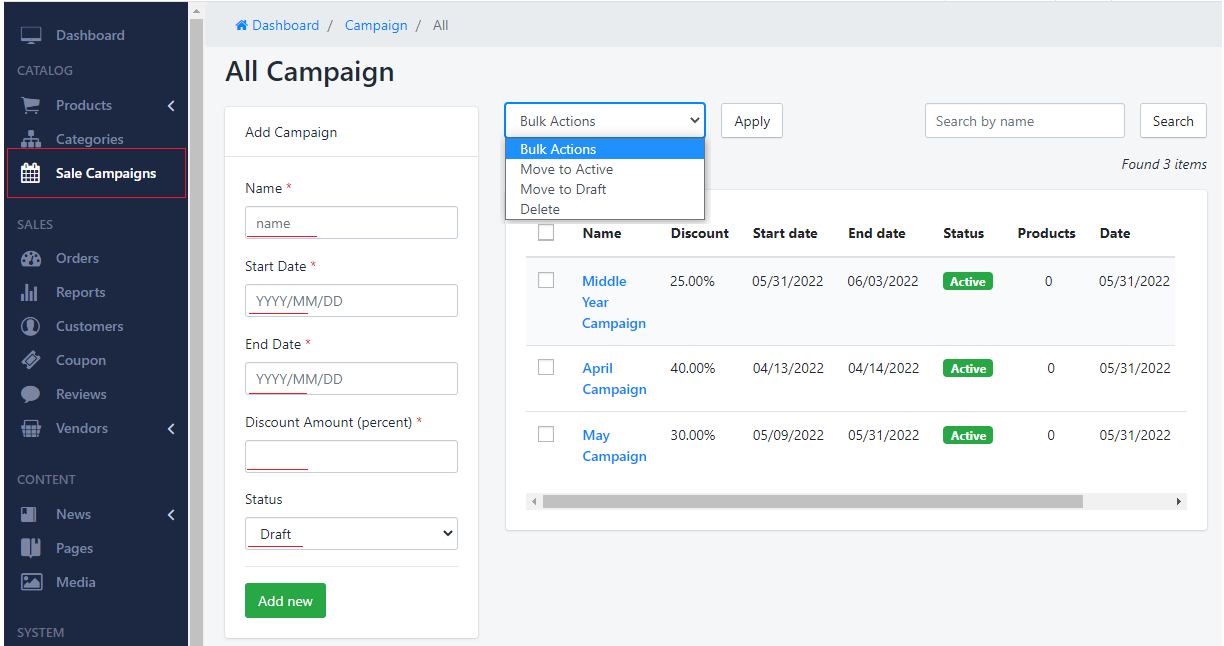 Dashboard
CATALOG
Products
Categories
Sale Campaigns
SALES
Orders
Reports
Customers
Coupon
Reviews
Vendors
CONTENT
News
Pages
Media
SYSTEM
Dashboard / Campaign / All
All Campaign
Add Campaign
Name *
name
Start Date *
YYYY/MM/DD
End Date *
YYYY/MM/DD
Discount Amount (percent) *
Status
Draft
Add new
Bulk Actions
Apply
Search by name
Search
Bulk Actions
Move to Active
Move to Draft
Delete
Found 3 items
Name Discount Start date End date Status Products Date
Middle 25.00% 05/31/2022 06/03/2022 Active 0 05/31/2022
Year
Campaign
April 40.00% 04/13/2022 04/14/2022 Active 0 05/31/2022
Campaign
May 30.00% 05/09/2022 05/31/2022 Active 0 05/31/2022
Campaign